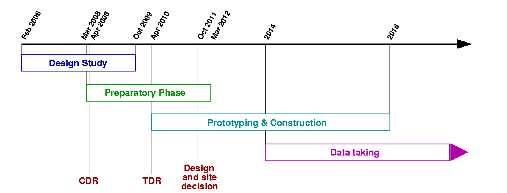 Feb 2006
Mar 2008
Apr 2008
Oct 2009
Apr 2010
Oct 2011
Mar 2012
2014
Design Study
Preparatory Phase
Prototyping & Construction
Data taking
CDR
TDR
Design
and site
decision